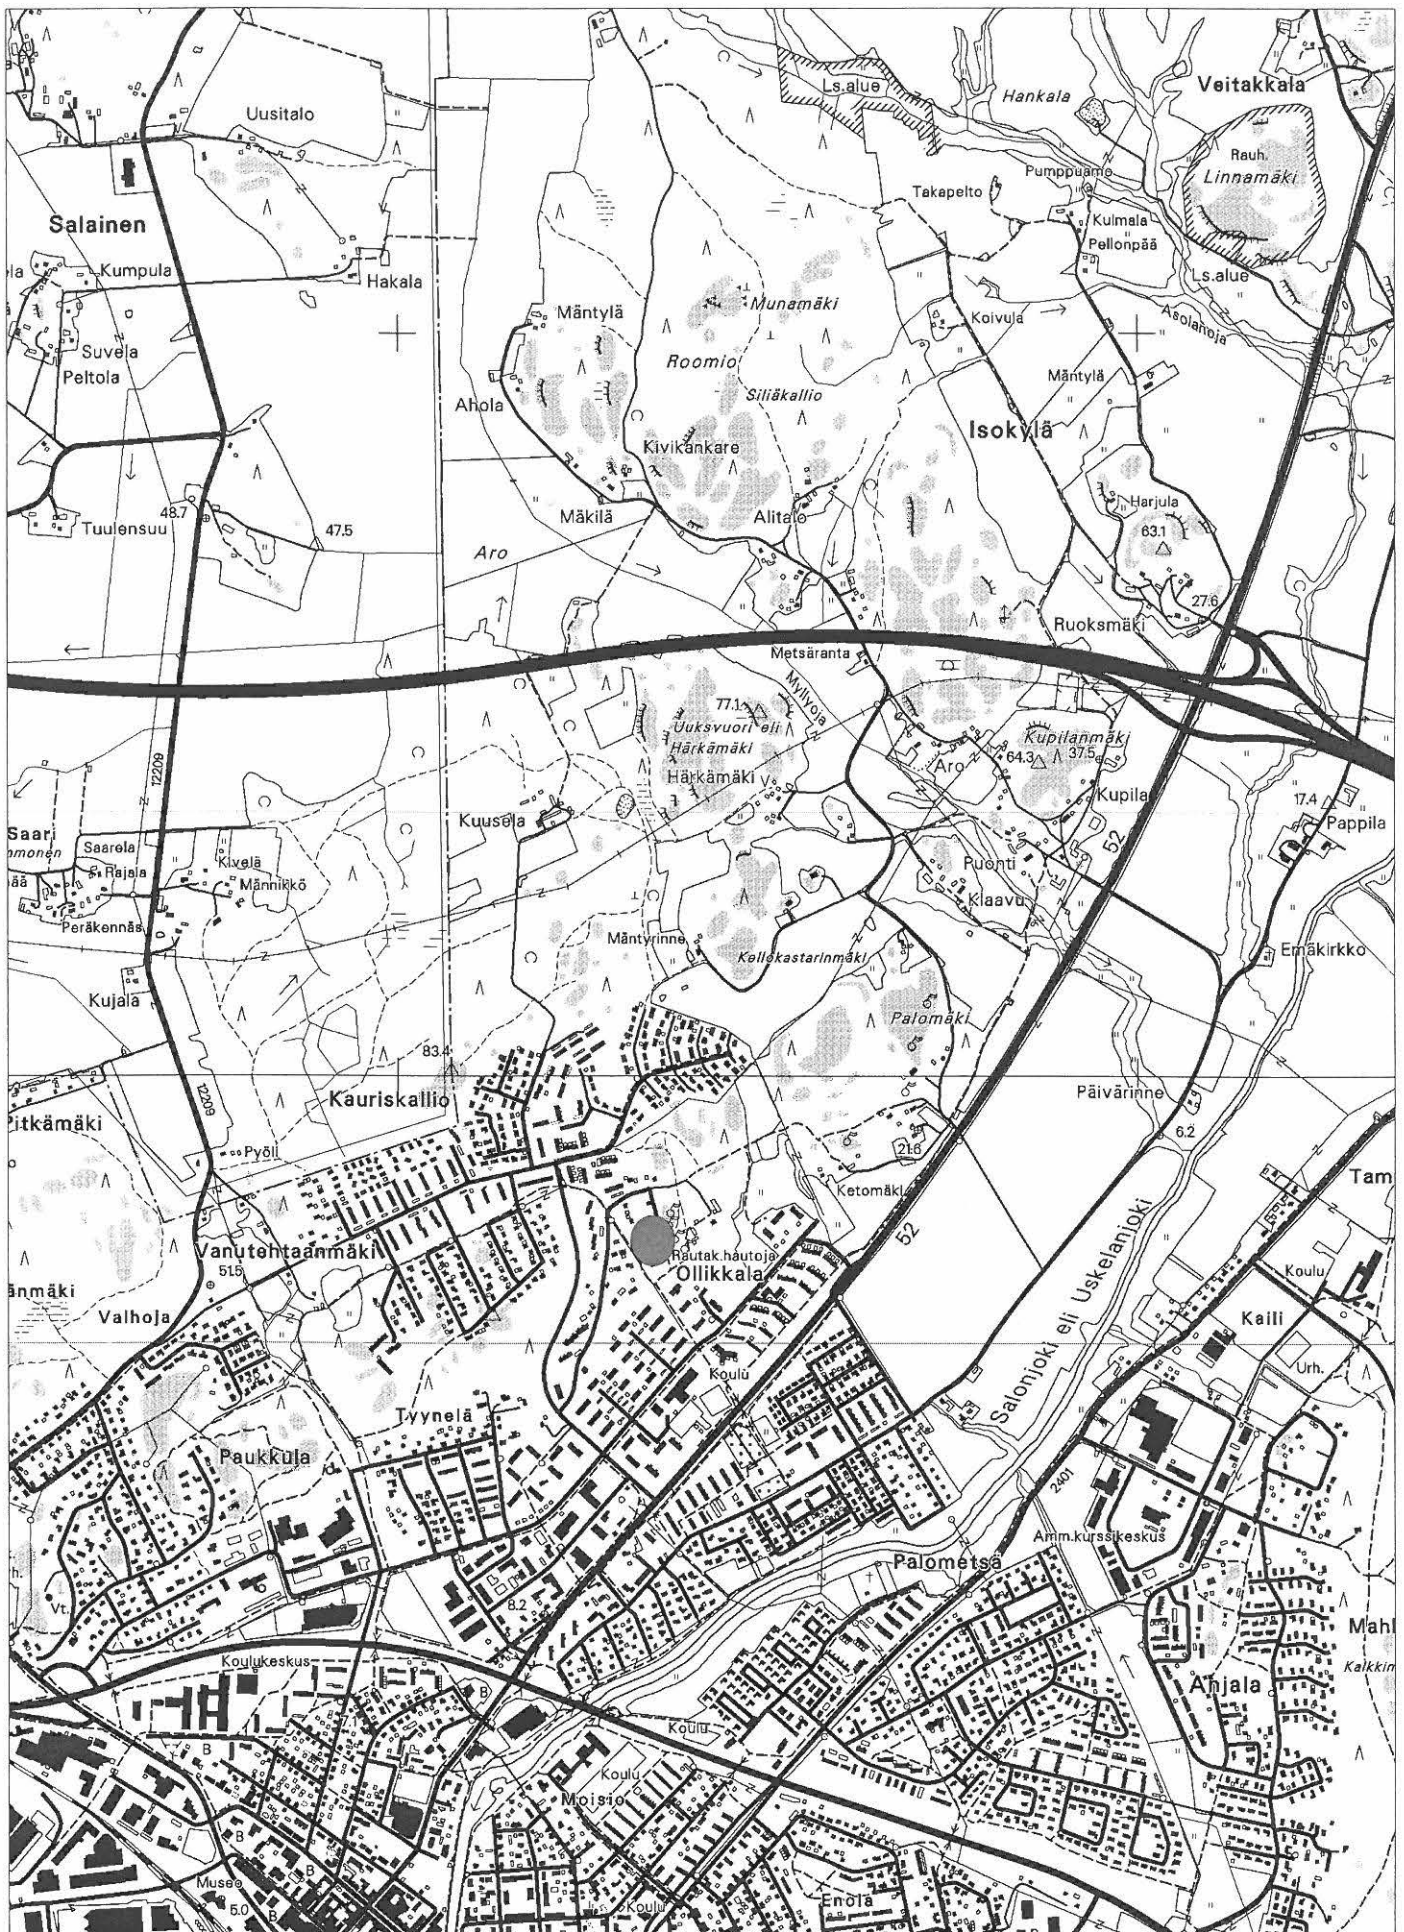 Ls.alue
Hankala
Veitakkala
Uusitalo
Rauh.
Linnamäki
Pumppuamo
Takapelto
Salainen
Kulmala
Pellonpää
Kumpula
Hakala
Ls.alue
Mäntylä
Munamäki
Koivula
Asolanoja
Suvela
Peltola
Roomio
Mäntylä
Siliäkallio
Ahola
Isokylä
Kivikankare
Harjula
48.7
Tuulensuu
47.5
Mäkilä
Alitalo
63.1
Aro
27.6
Ruoksmäki
Metsäranta
Myllyoja
77.1
Uuksvuori eli
Härkämäki
Kupilanmäki
64.3
37.5
Aro
Härkämäki
12209
Kupila
17.4
Pappila
Kuusela
52
Saari
Saarela
Kivelä
Rajala
Männikkö
Puonti
Klaavu
Peräkennäs
Mäntyrinne
Kellokastarinmäki
Emäkirkko
Kujala
Palomäki
83.4
12209
Kauriskallio
Päivärinne
Pitkämäki
6.2
Pyöli
21.8
Ketomäki
Tam
52
Vanutehtaanmäki
51.5
Rautak.hautoja
Ollikkala
Koulu
Salonjoki eli Uskelanjoki
änmäki
Valhoja
Kaili
Urh.
Koulu
Tyynelä
Paukkula
2401
Amm.kurssikeskus
Palometsä
Vt.
8.2
Mahl
Koulukeskus
Kalkkim
Ahjala
B
Koulu
B
Koulu
Moisio
B
Museo
B
5.0
B
Koulu
Enola